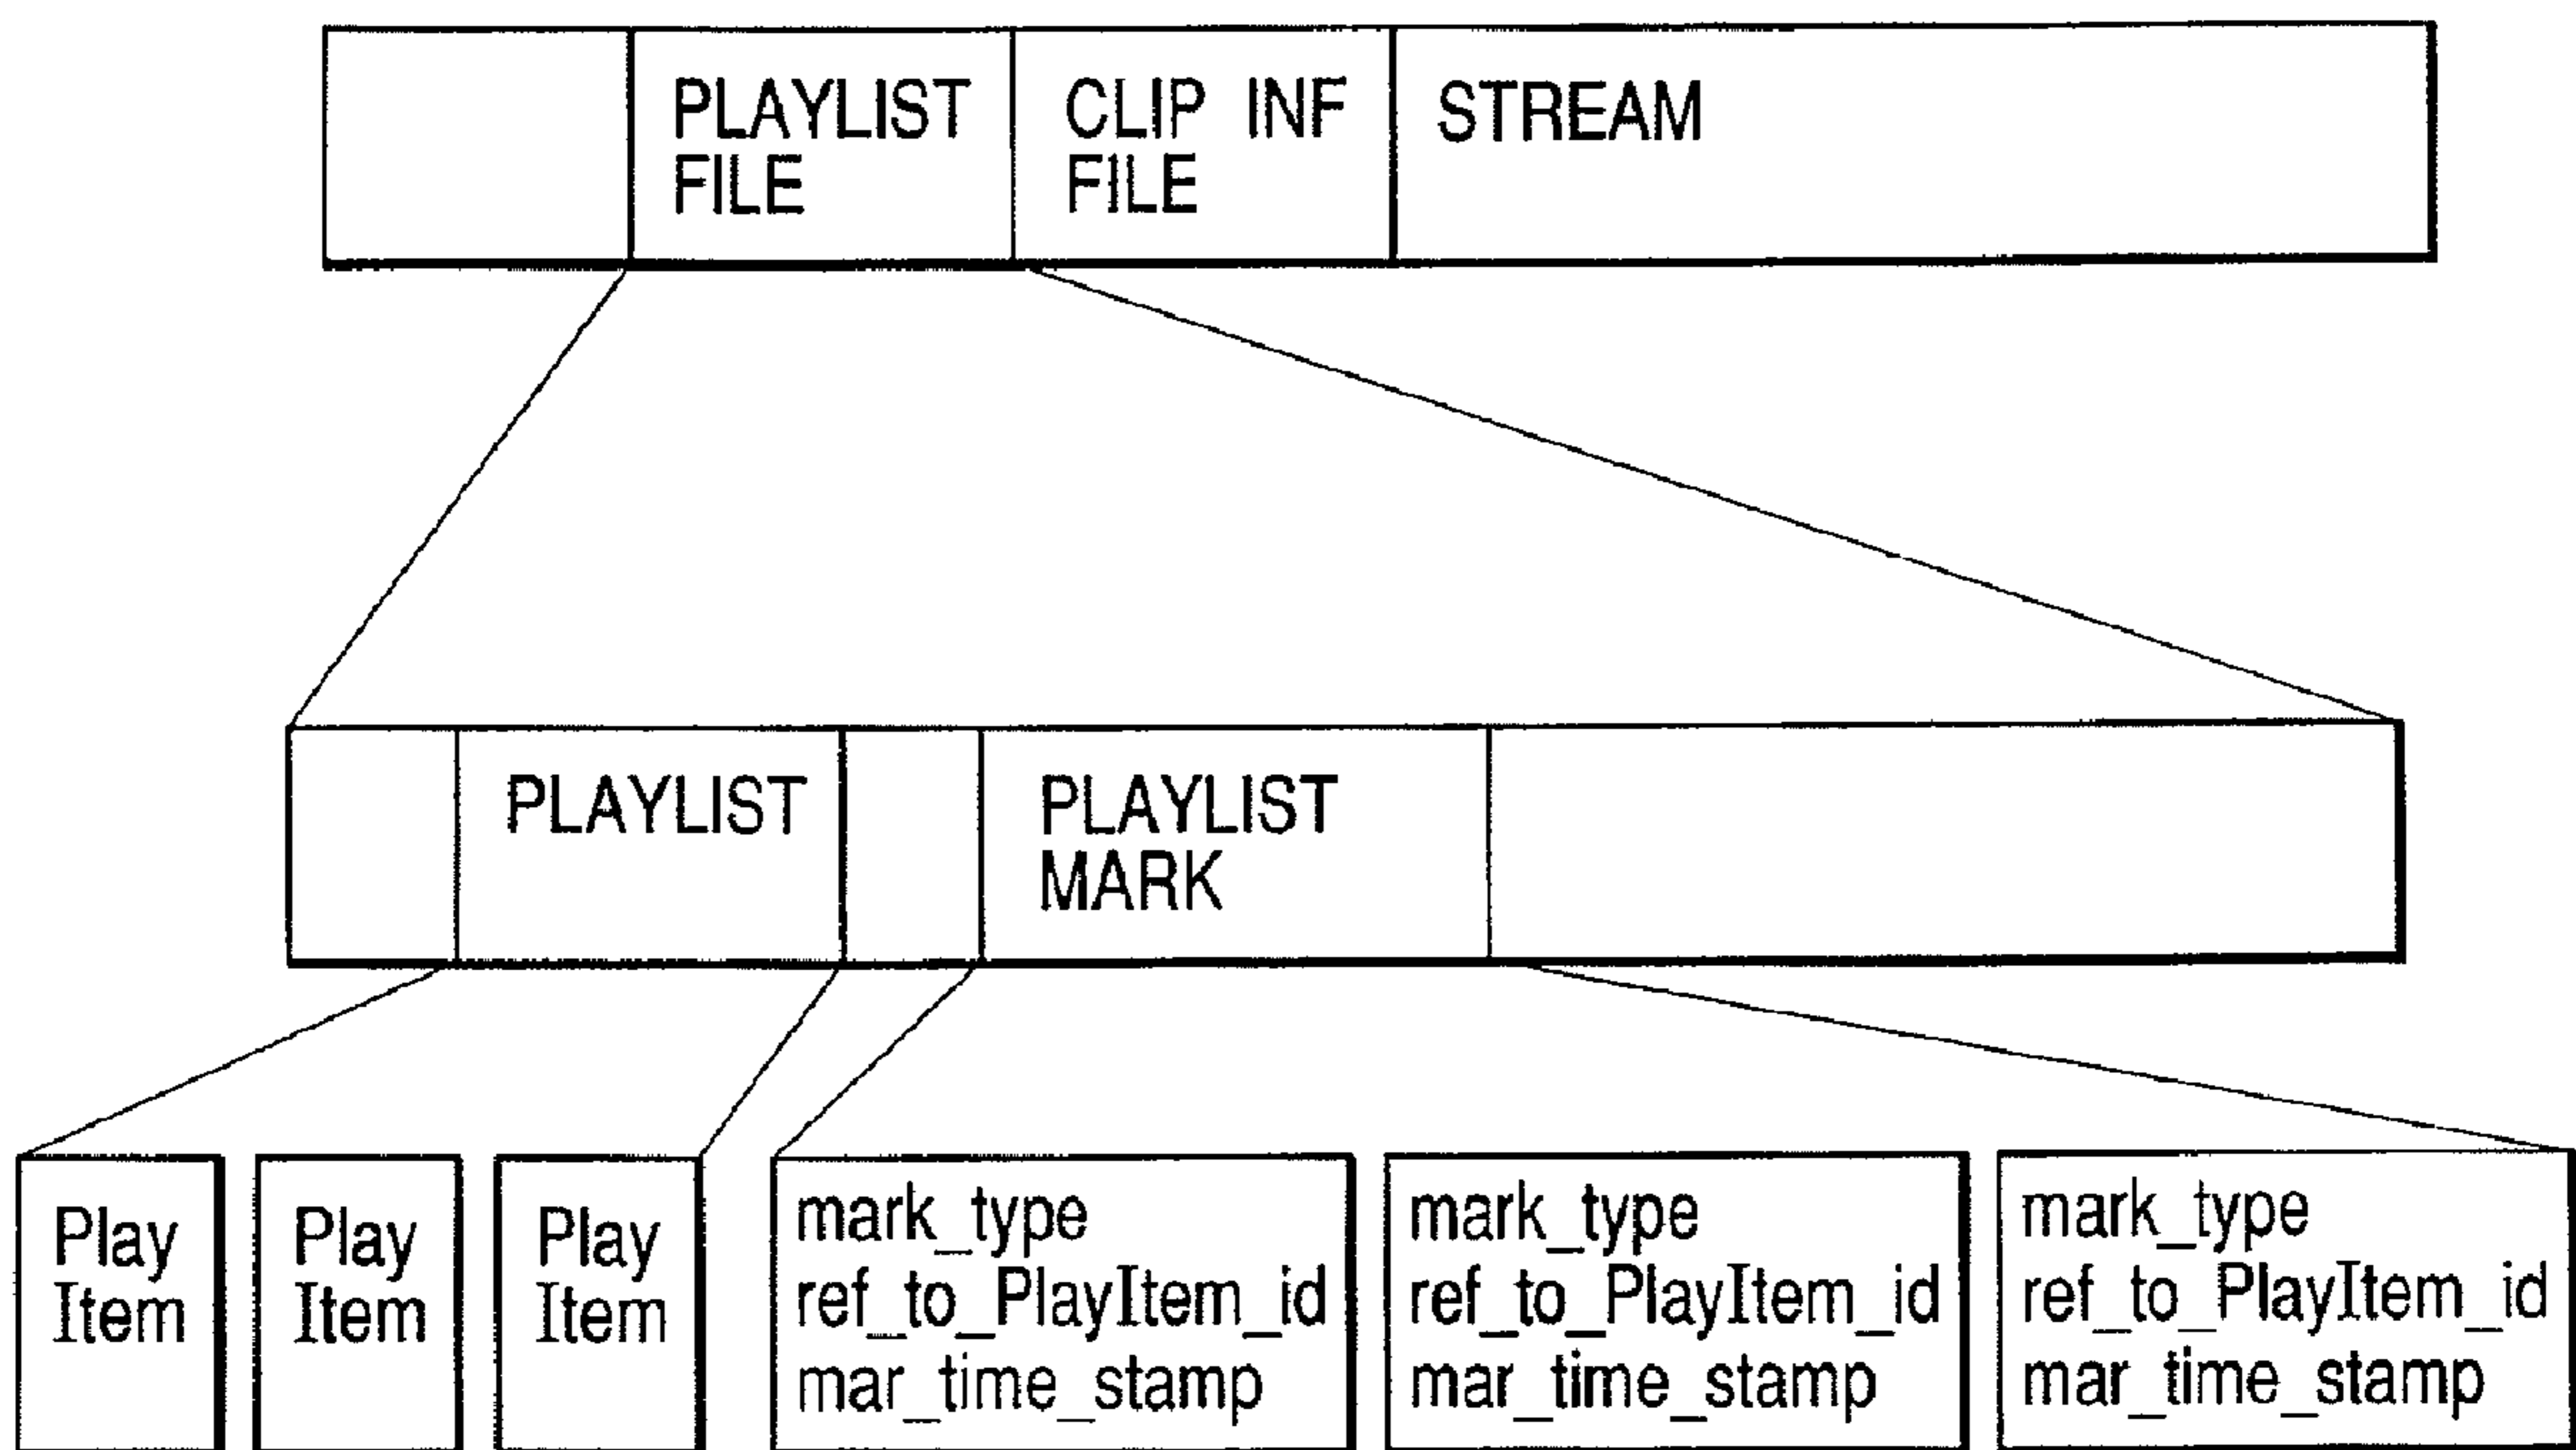 PLAYLIST
FILE
CLIP INF
FILE
STREAM
PLAYLIST
PLAYLIST
MARK
Play
Item
Play
Item
Play
Item
mark_type
ref_to_PlayItem_id
mar_time_stamp
mark_type
ref_to_PlayItem_id
mar_time_stamp
mark_type
ref_to_PlayItem_id
mar_time_stamp